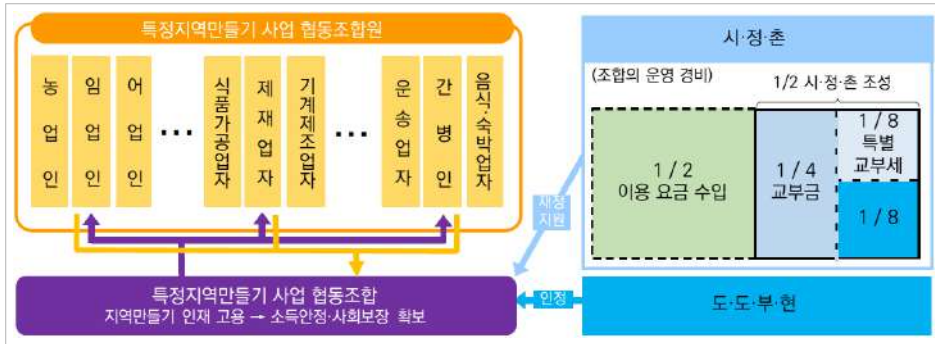 특정지역만들기 사업 협동조합원
농업인
임업인
어업인
...
식품가공업자
제재업자
기계제조업자
...
운송업자
간병인
음식·숙박업자
특정지역만들기 사업 협동조합
지역만들기 인재 고용 → 소득안정·사회보장 확보
재정
지원
인정
시·정·촌
(조합의 운영 경비)
1/2 시·정·촌 조성
1 / 2
이용 요금 수입
1 / 4
교부금
1 / 8
특별
교부세
1 / 8
도·도·부·현